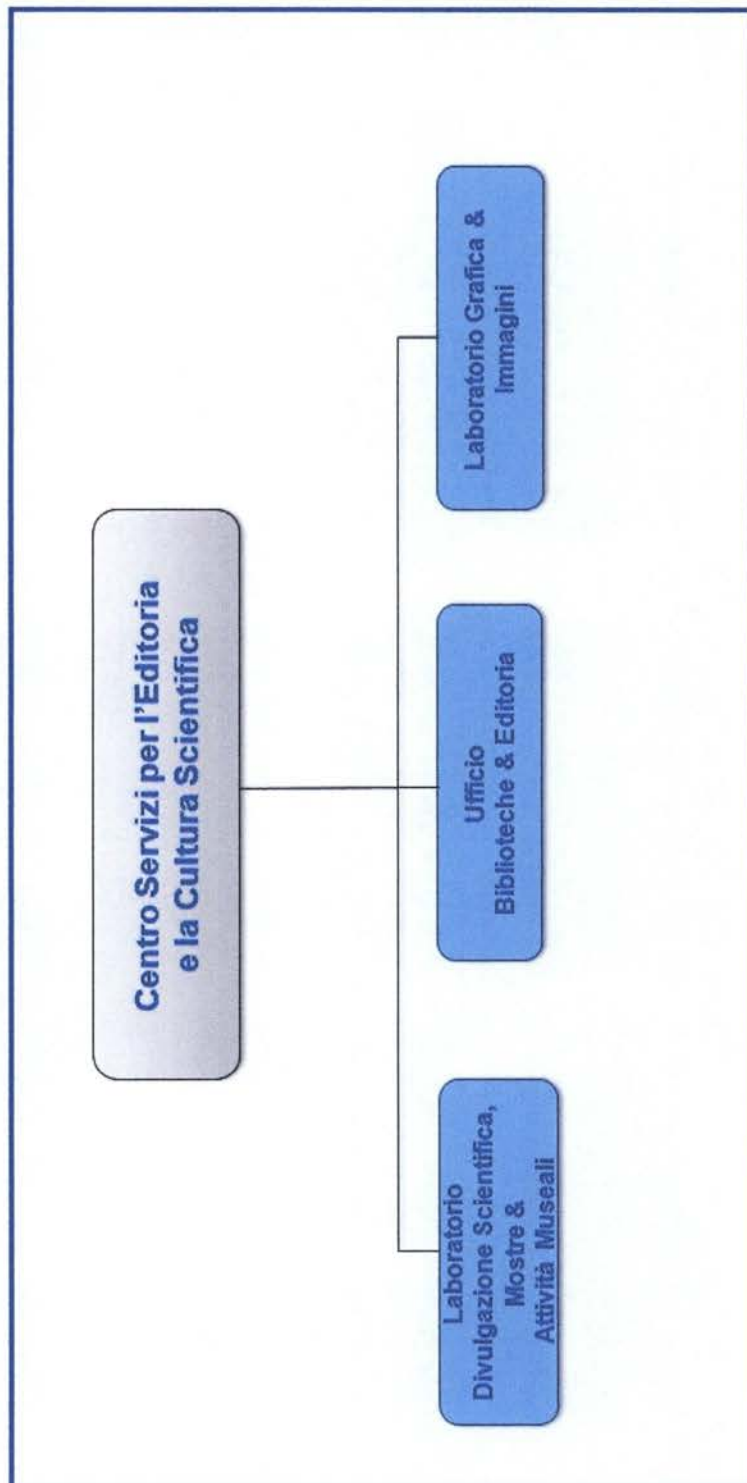 Centro Servizi per l'Editoria
e la Cultura Scientifica
Laboratorio
Divulgazione Scientifica,
Mostre &
Attività Museali
Ufficio
Biblioteche & Editoria
Laboratorio Grafica &
Immagini